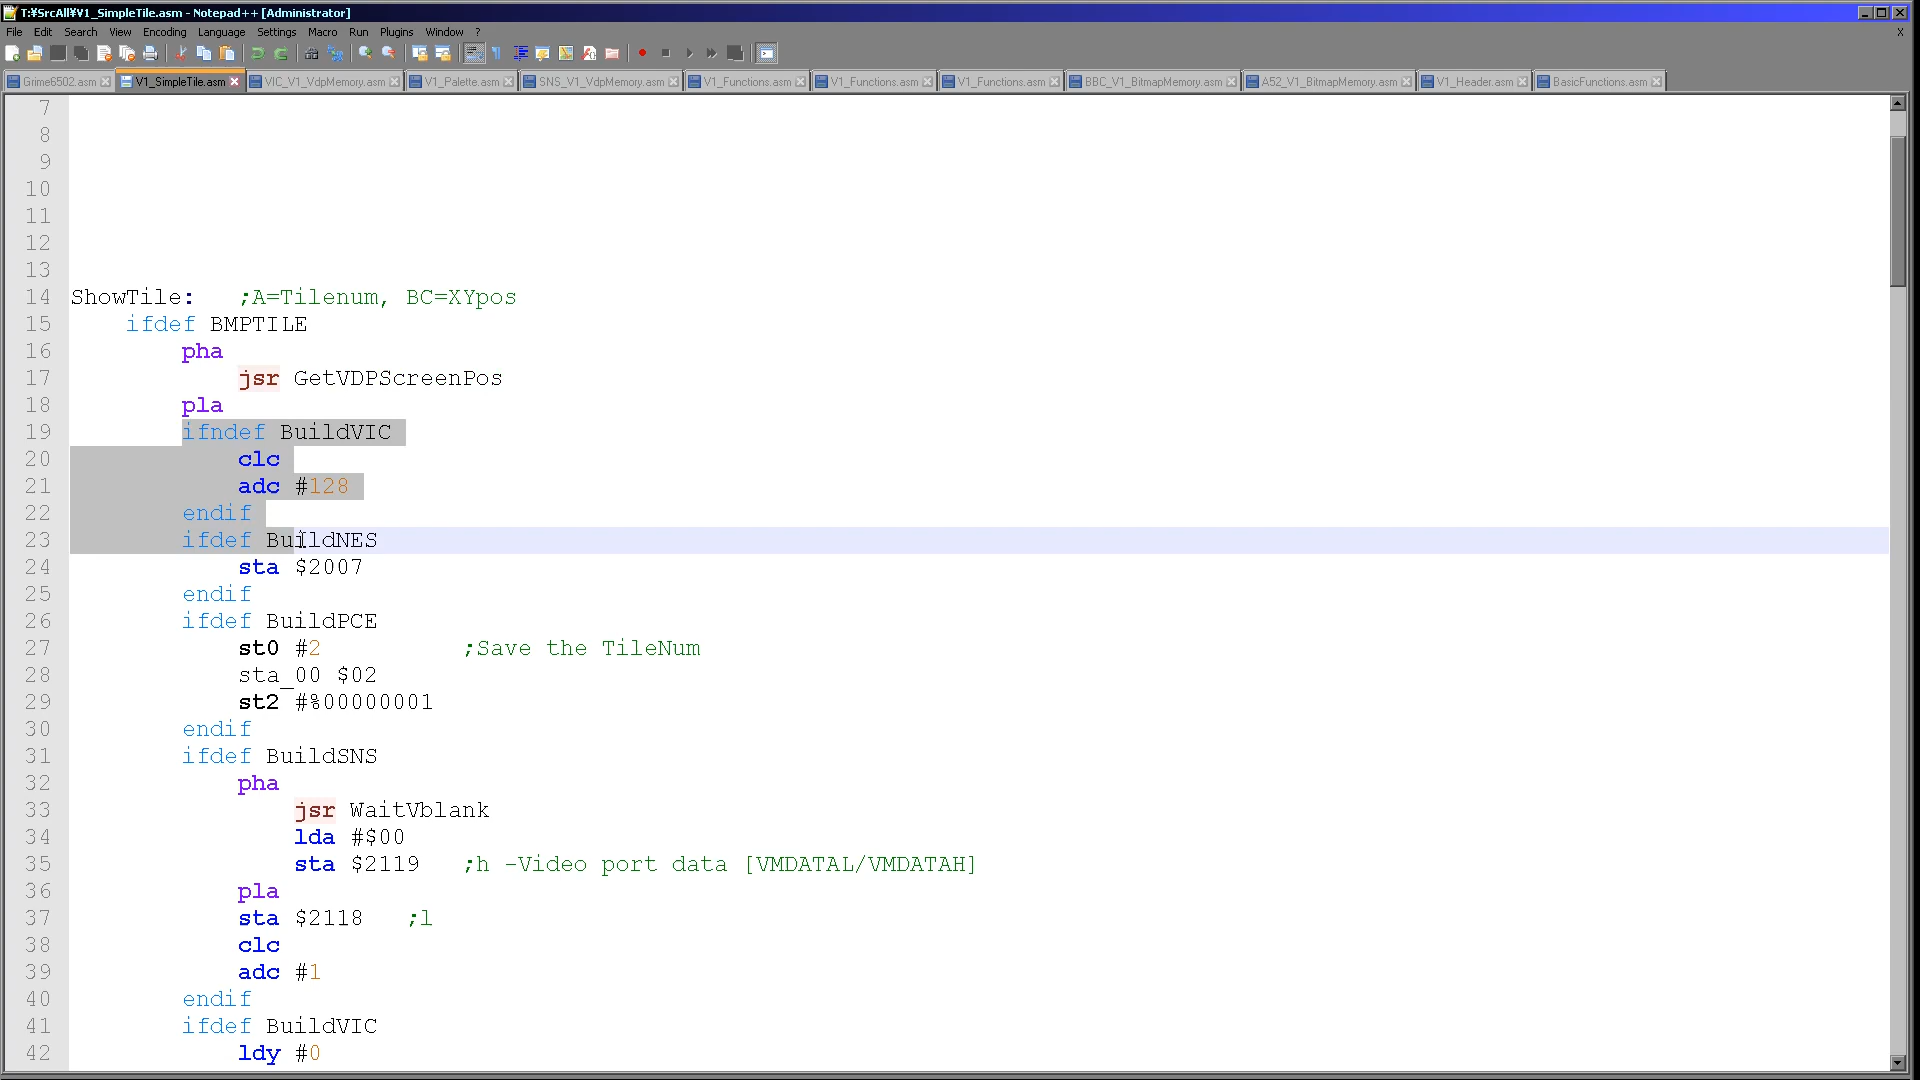 T:¥SrcAll¥V1_SimpleTile.asm - Notepad++ [Administrator]
File Edit Search View Encoding Language Settings Macro Run Plugins Window ? X
Grime6502.asm V1_SimpleTile.asm VIC_V1_VdpMemory.asm V1_Palette.asm SNS_V1_VdpMemory.asm V1_Functions.asm V1_Functions.asm V1_Functions.asm BBC_V1_BitmapMemory.asm A52_V1_BitmapMemory.asm V1_Header.asm BasicFunctions.asm
7
8
9
10
11
12
13
14 ShowTile: ;A=Tilenum, BC=XYpos
15 ifdef BMPTILE
16 pha
17 jsr GetVDPScreenPos
18 pla
19 ifndef BuildVIC
20 clc
21 adc #128
22 endif
23 ifdef BuildNES
24 sta $2007
25 endif
26 ifdef BuildPCE
27 st0 #2 ;Save the TileNum
28 sta_00 $02
29 st2 #%00000001
30 endif
31 ifdef BuildSNS
32 pha
33 jsr WaitVblank
34 lda #$00
35 sta $2119 ;h -Video port data [VMDATAL/VMDATAH]
36 pla
37 sta $2118 ;l
38 clc
39 adc #1
40 endif
41 ifdef BuildVIC
42 ldy #0